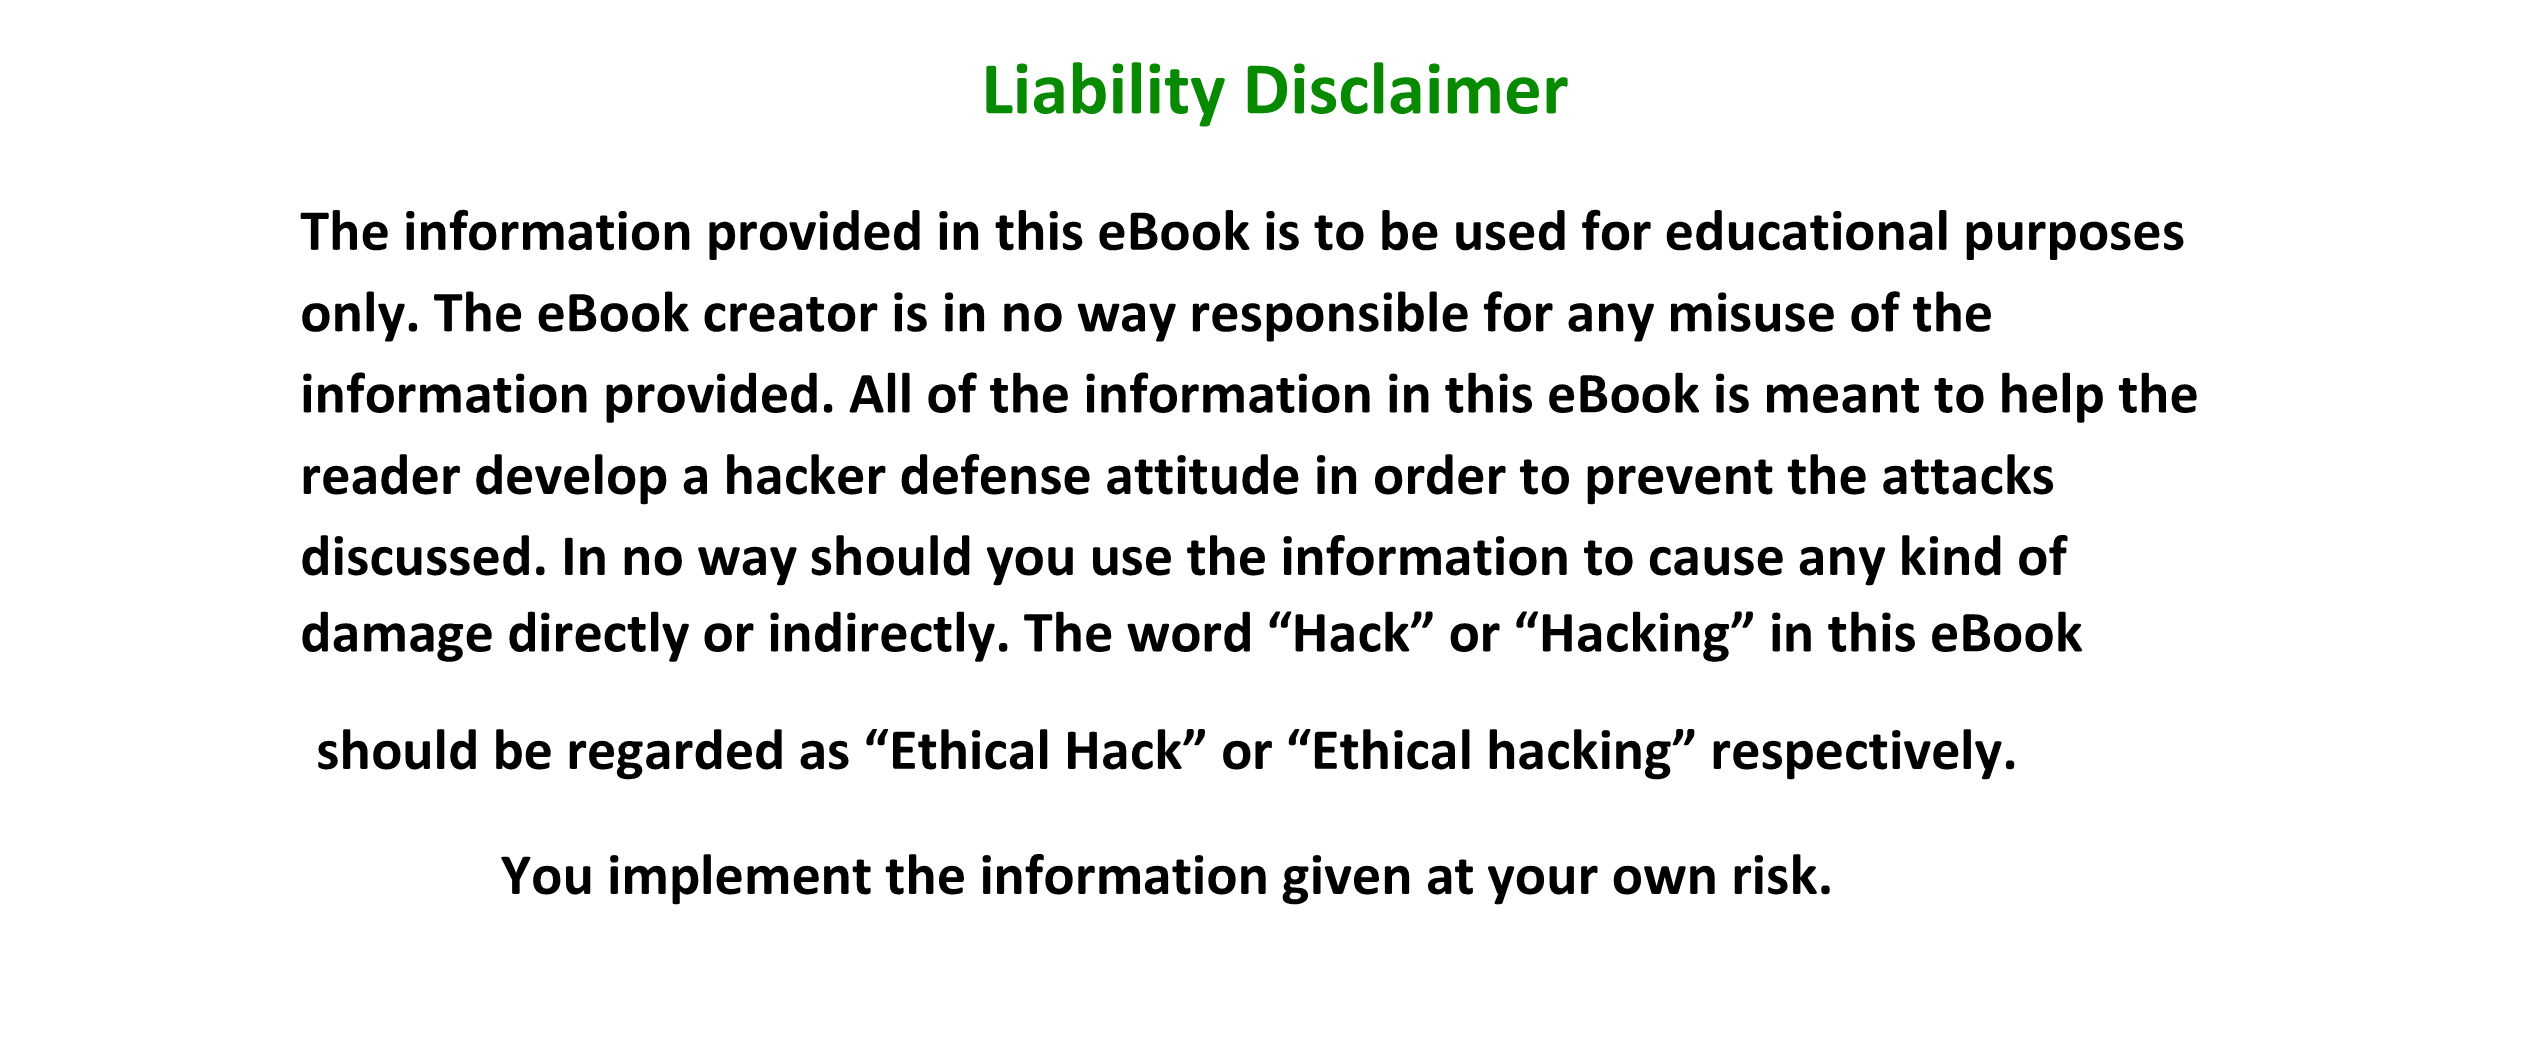 Liability Disclaimer
The information provided in this eBook is to be used for educational purposes
only. The eBook creator is in no way responsible for any misuse of the
information provided. All of the information in this eBook is meant to help the
reader develop a hacker defense attitude in order to prevent the attacks
discussed. In no way should you use the information to cause any kind of
damage directly or indirectly. The word “Hack” or “Hacking” in this eBook
should be regarded as “Ethical Hack” or “Ethical hacking” respectively.
You implement the information given at your own risk.